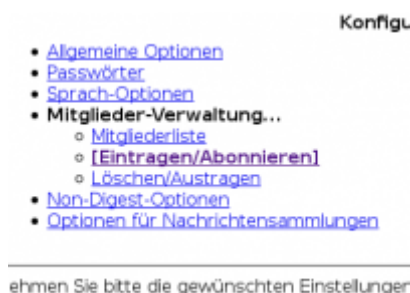 Konfigu
Allgemeine Optionen
Passwörter
Sprach-Optionen
Mitglieder-Verwaltung...
Mitgliederliste
[Eintragen/Abonnieren]
Löschen/Austragen
Non-Digest-Optionen
Optionen für Nachrichtensammlungen
ehmen Sie bitte die gewünschten Einstellungen